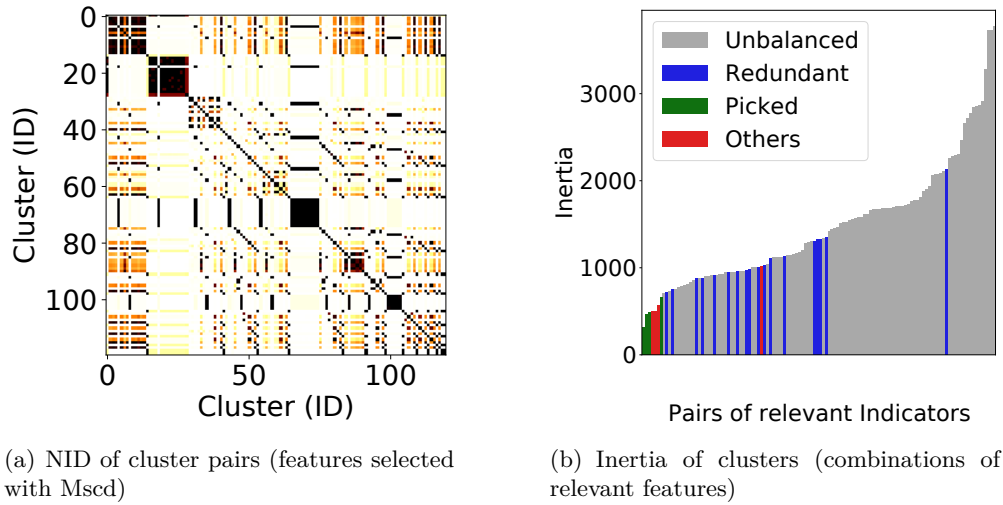 0
20
40
60
80
100
Cluster (ID)
0
50
100
Cluster (ID)
(a) NID of cluster pairs (features selected
with Mscd)
Unbalanced
Redundant
Picked
Others
3000
2000
1000
0
Inertia
Pairs of relevant Indicators
(b) Inertia of clusters (combinations of
relevant features)